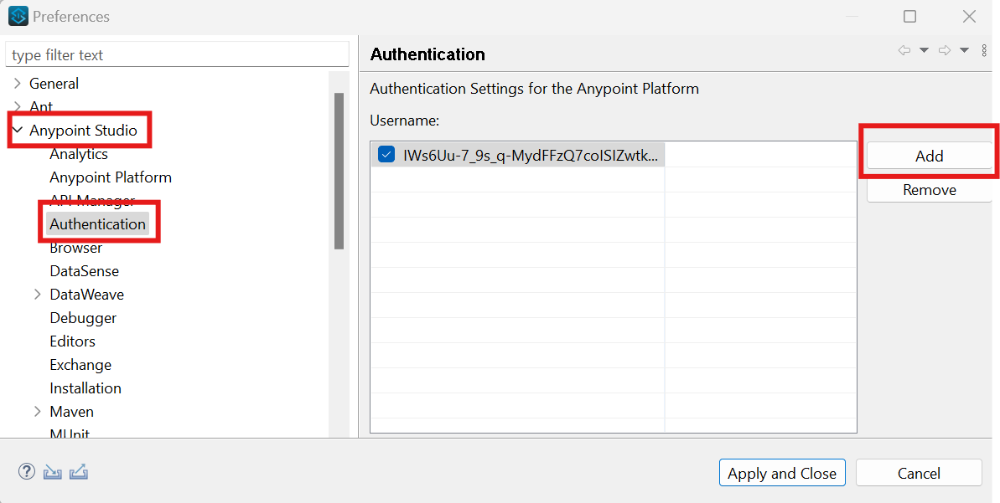 Preferences
type filter text
General
Ant
Anypoint Studio
Analytics
Anypoint Platform
API Manager
Authentication
Browser
DataSense
DataWeave
Debugger
Editors
Exchange
Installation
Maven
MUnit
Authentication
Authentication Settings for the Anypoint Platform
Username:
IWs6Uu-7_9s_q-MydFFzQ7coISIZwtk...
Add
Remove
Apply and Close
Cancel